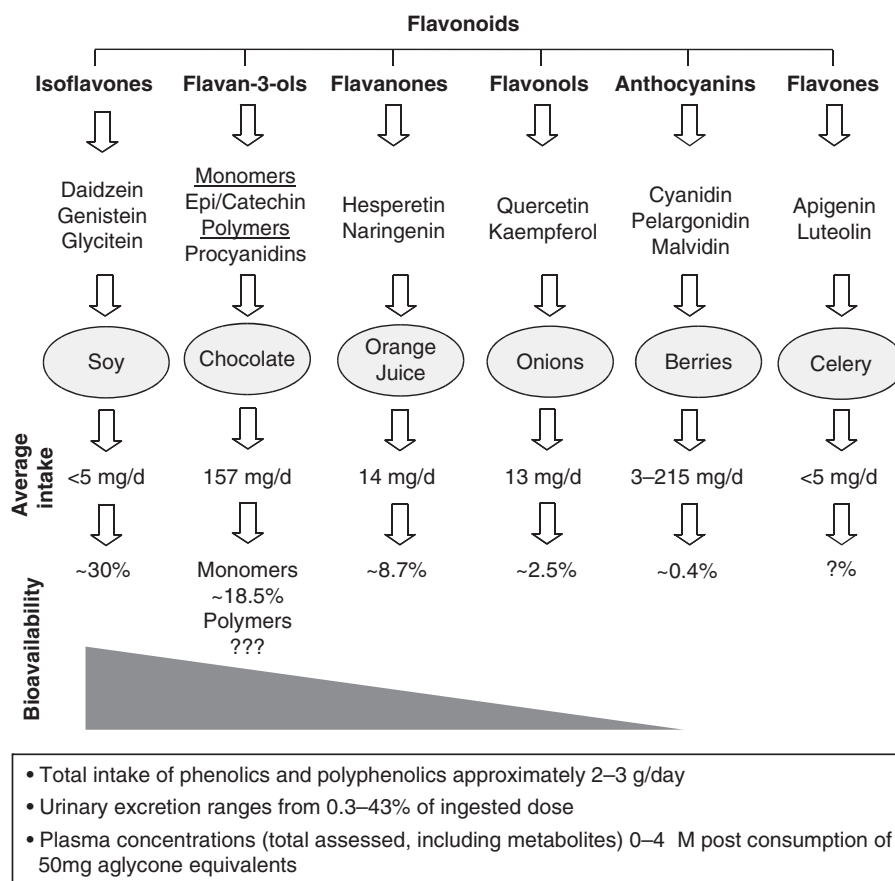 Flavonoids
Isoflavones Flavan-3-ols Flavanones Flavonols Anthocyanins Flavones
Daidzein
Genistein
Glycitein
Monomers
Epi/Catechin
Polymers
Procyanidins
Hesperetin
Naringenin
Quercetin
Kaempferol
Cyanidin
Pelargonidin
Malvidin
Apigenin
Luteolin
Soy
Chocolate
Orange
Juice
Onions
Berries
Celery
Average
intake
<5 mg/d 157 mg/d 14 mg/d 13 mg/d 3–215 mg/d <5 mg/d
Bioavailability
~30%
Monomers
~18.5%
Polymers
???
~8.7%
~2.5%
~0.4%
?%
• Total intake of phenolics and polyphenolics approximately 2–3 g/day
• Urinary excretion ranges from 0.3–43% of ingested dose
• Plasma concentrations (total assessed, including metabolites) 0–4 M post consumption of
50mg aglycone equivalents